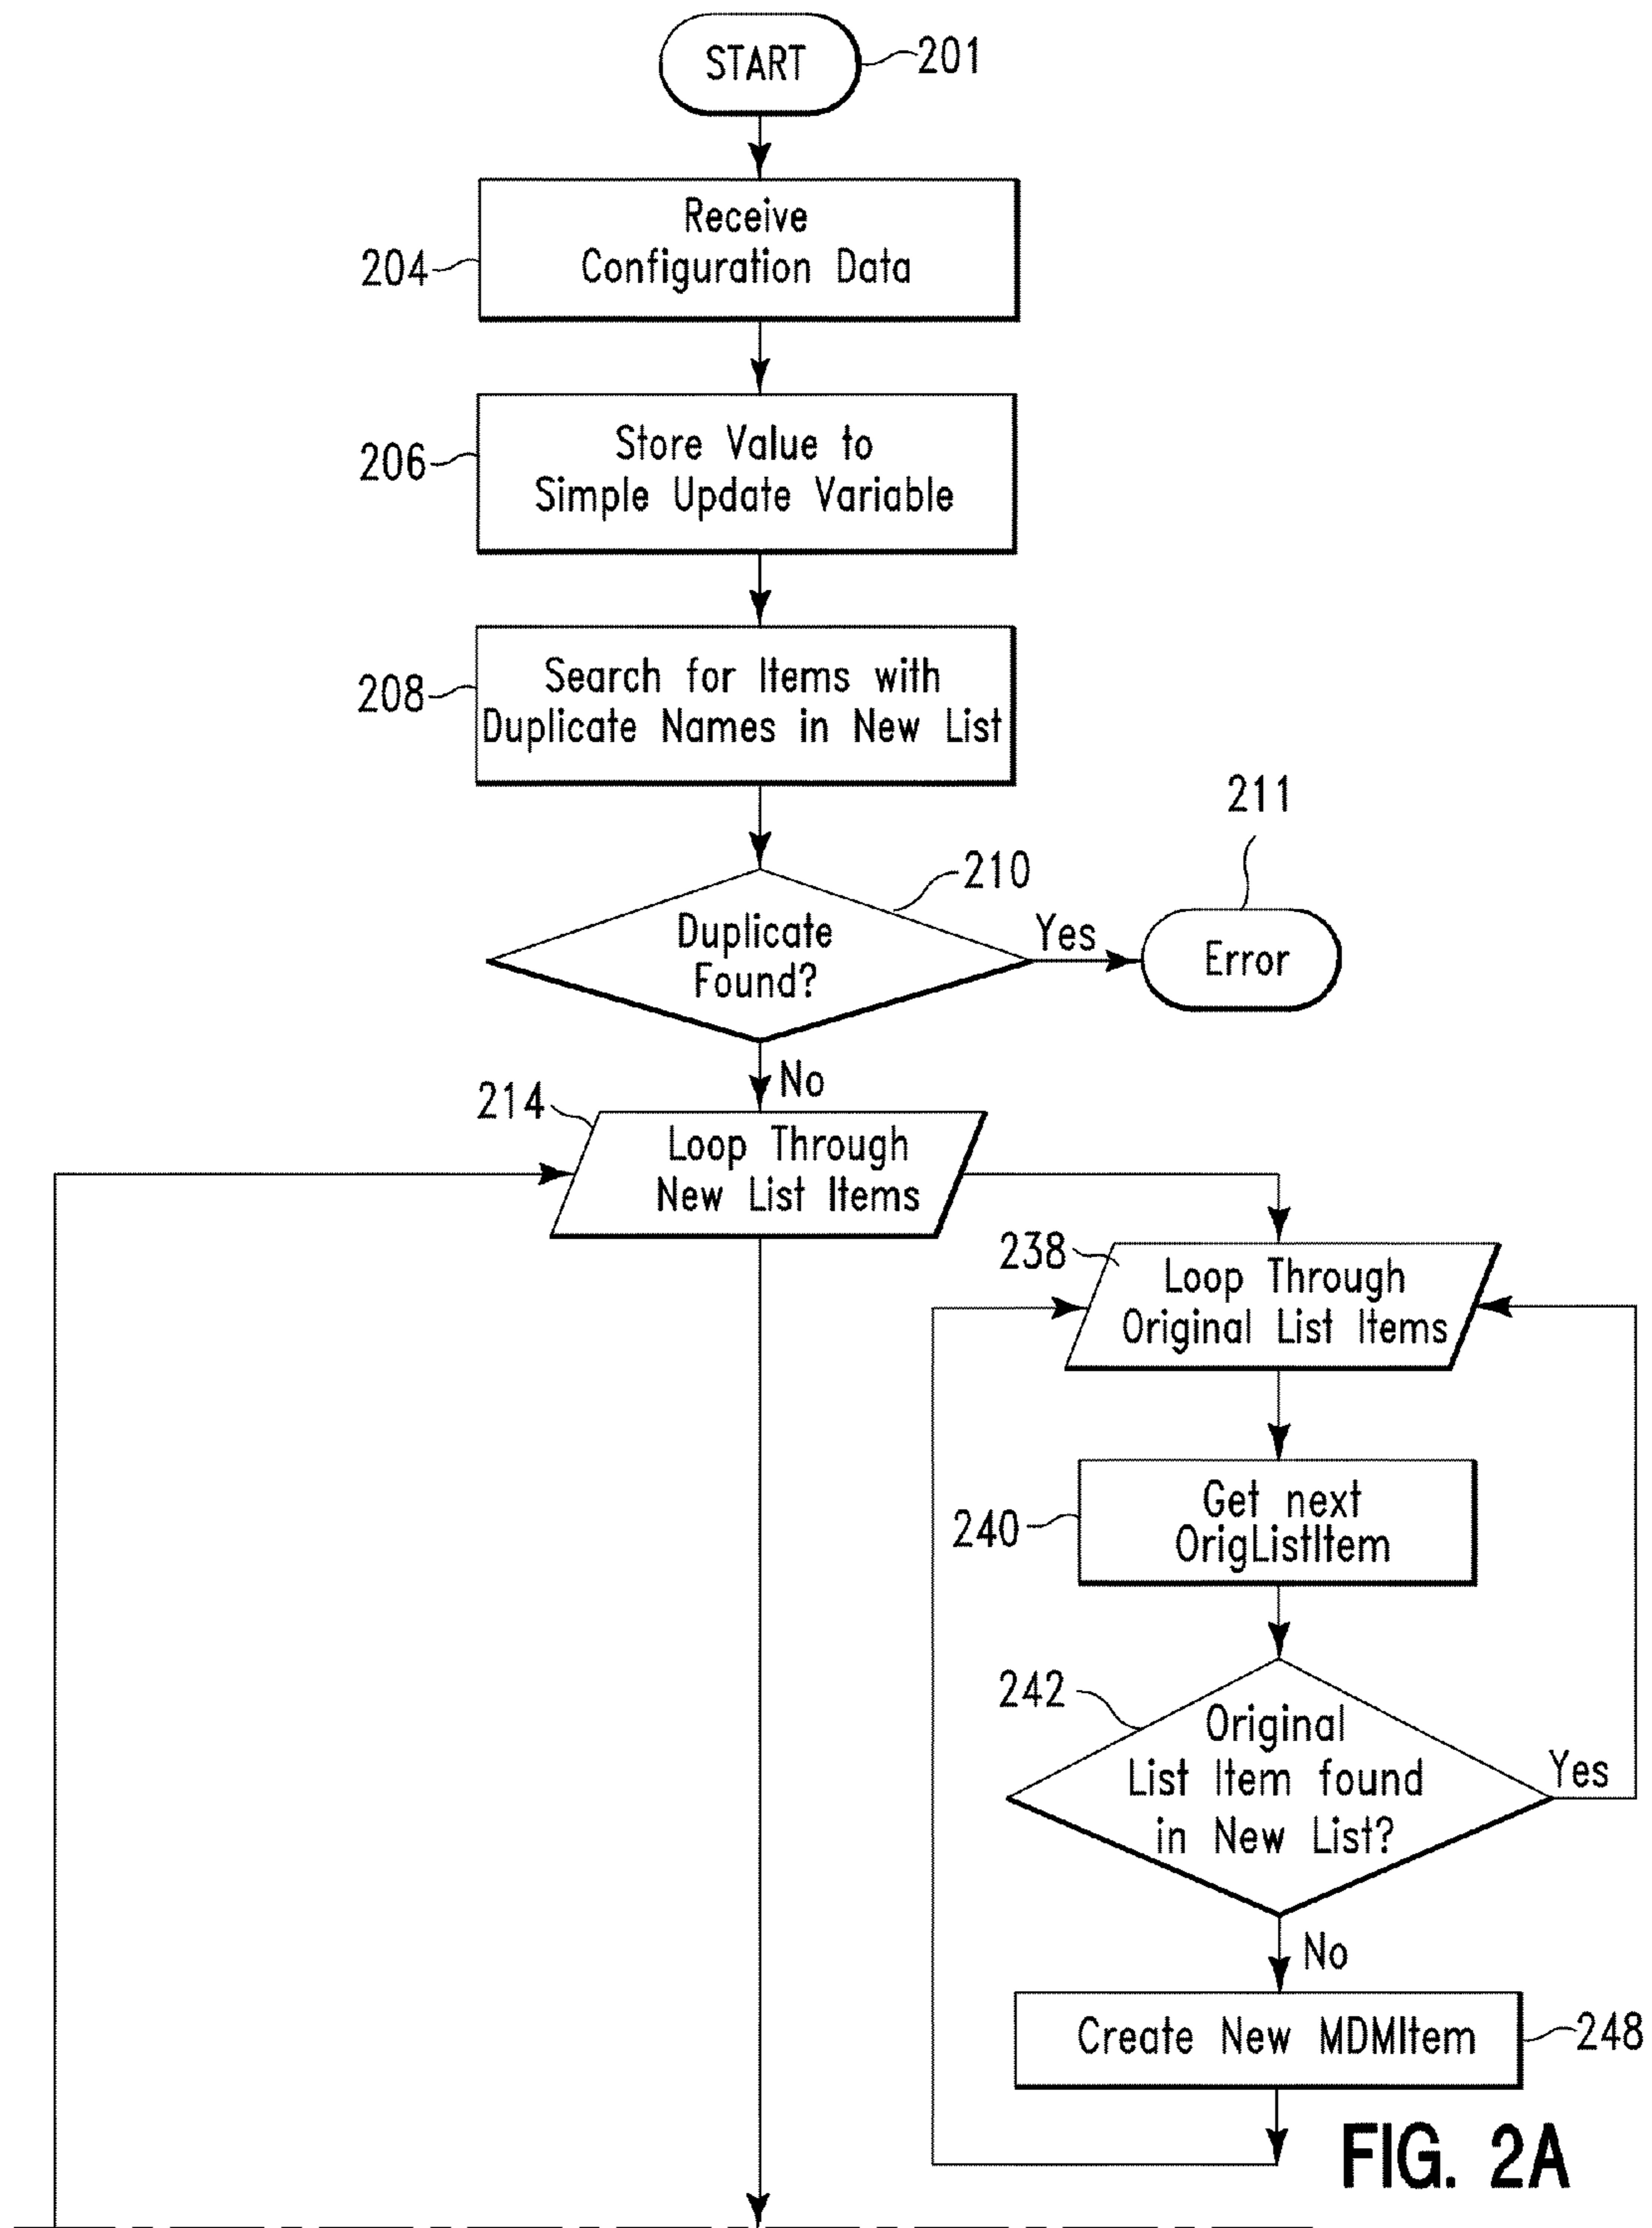 START
201
Receive
Configuration Data
204
Store Value to
Simple Update Variable
206
Search for Items with
Duplicate Names in New List
208
211
210
Duplicate
Found?
Yes
Error
No
214
Loop Through
New List Items
238
Loop Through
Original List Items
Get next
OrigListItem
240
242
Original
List Item found
in New List?
Yes
No
Create New MDMItem
248
FIG. 2A